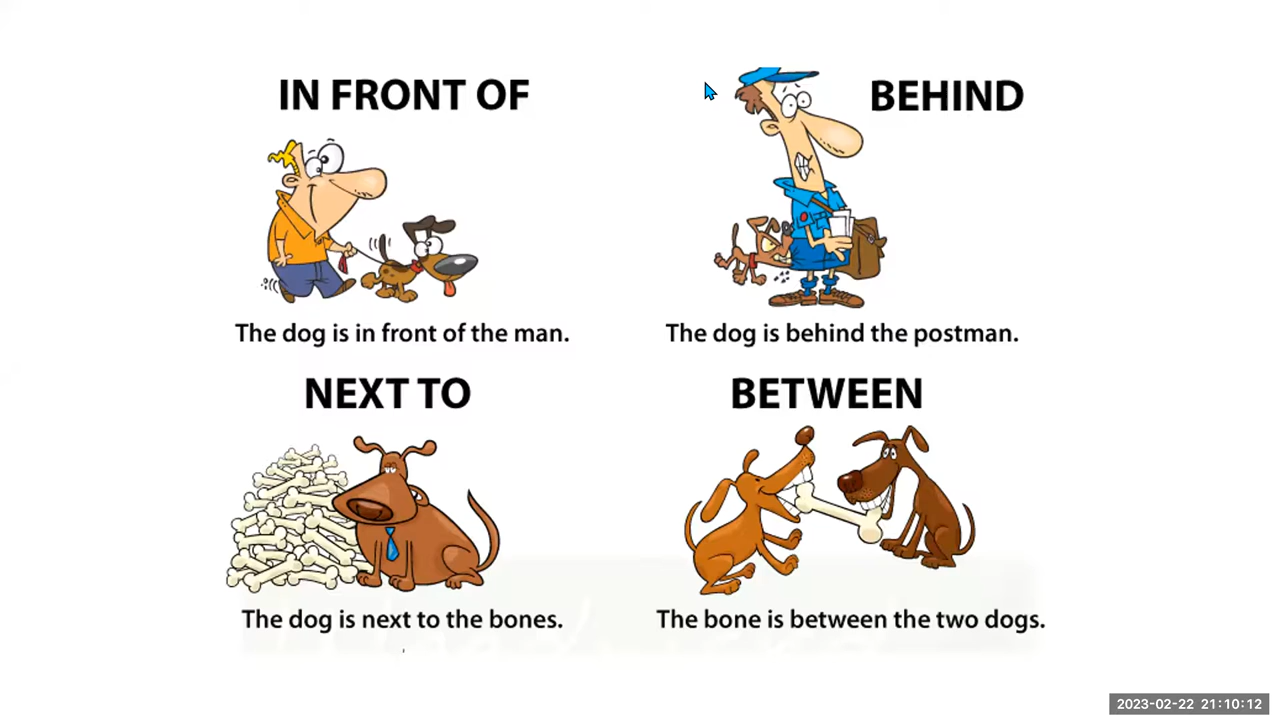 IN FRONT OF
BEHIND
The dog is in front of the man.
The dog is behind the postman.
NEXT TO
BETWEEN
The dog is next to the bones.
The bone is between the two dogs.
2023-02-22 21:10:12